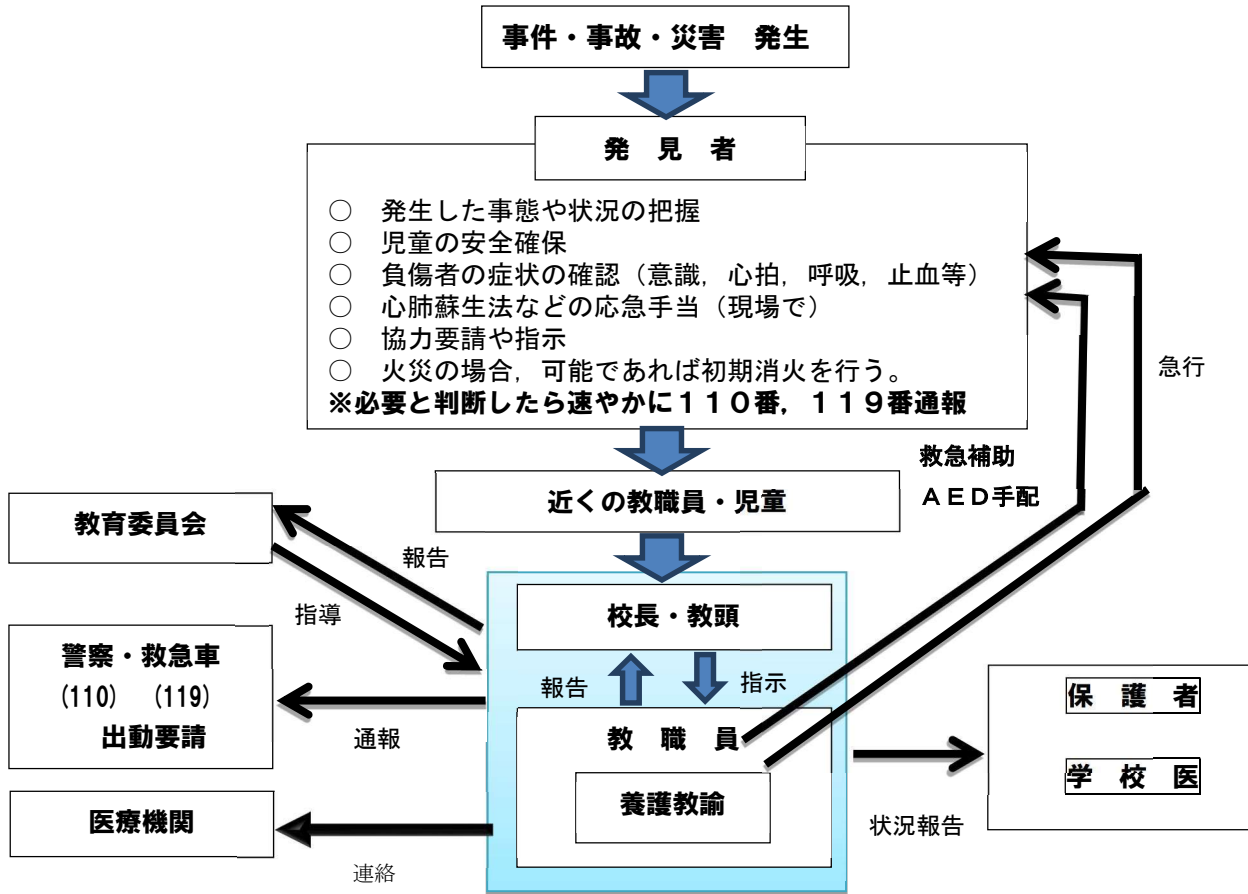 事件・事故・災害　発生
発　見　者
○　発生した事態や状況の把握
○　児童の安全確保
○　負傷者の症状の確認（意識，心拍，呼吸，止血等）
○　心肺蘇生法などの応急手当（現場で）
○　協力要請や指示
○　火災の場合，可能であれば初期消火を行う。
※必要と判断したら速やかに１１０番，１１９番通報
急行
救急補助
ＡＥＤ手配
近くの教職員・児童
教育委員会
報告
指導
校長・教頭
警察・救急車
(110)　(119)
出動要請
通報
報告
指示
教　職　員
養護教諭
保　護　者
学　校　医
状況報告
医療機関
連絡